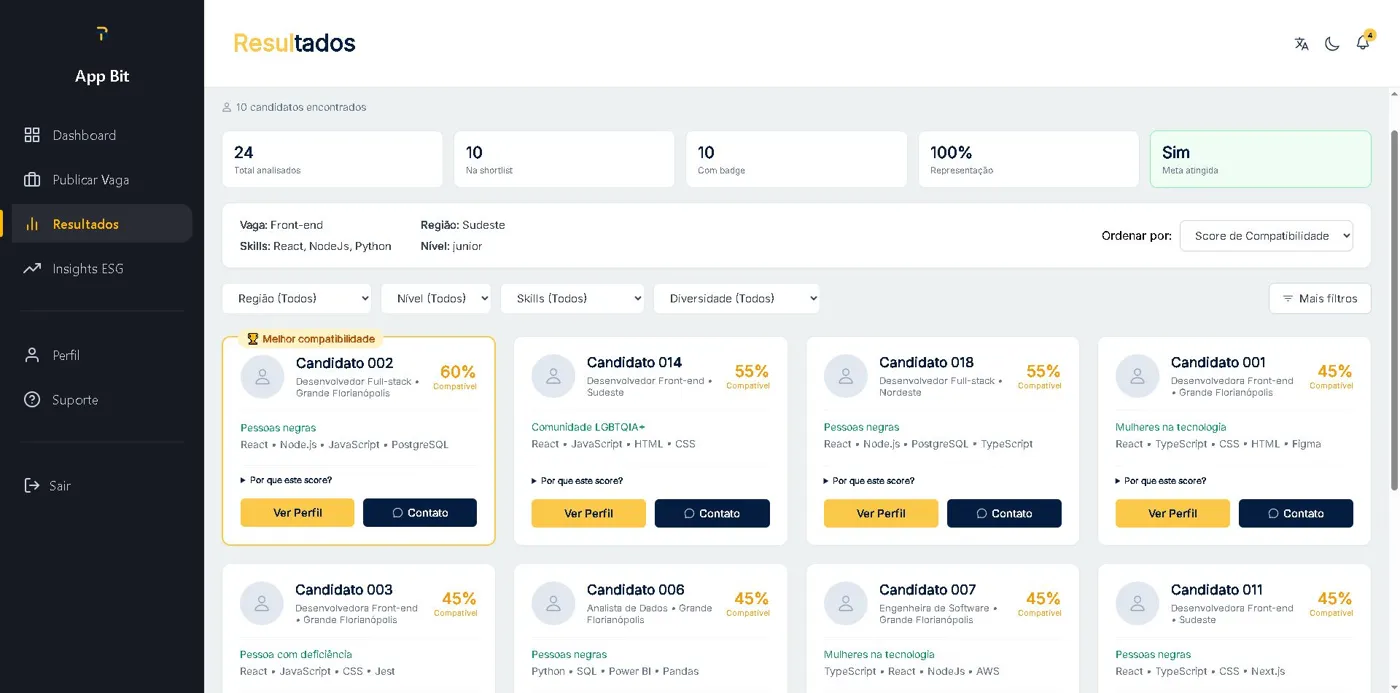 App Bit
Dashboard
Publicar Vaga
Resultados
Insights ESG
Perfil
Suporte
Sair
Resultados
4
10 candidatos encontrados
24
Total analisados
10
Na shortlist
10
Com badge
100%
Representação
Sim
Meta atingida
Vaga: Front-end
Skills: React, NodeJs, Python
Região: Sudeste
Nível: junior
Ordenar por:
Score de Compatibilidade
Região (Todos)
Nível (Todos)
Skills (Todos)
Diversidade (Todos)
Mais filtros
Melhor compatibilidade
Candidato 002
Desenvolvedor Full-stack •
Grande Florianópolis
60%
Compatível
Pessoas negras
React • Node.js • JavaScript • PostgreSQL
Por que este score?
Ver Perfil
Contato
Candidato 014
Desenvolvedor Front-end •
Sudeste
55%
Compatível
Comunidade LGBTQIA+
React • JavaScript • HTML • CSS
Por que este score?
Ver Perfil
Contato
Candidato 018
Desenvolvedor Full-stack •
Nordeste
55%
Compatível
Pessoas negras
React • Node.js • PostgreSQL • TypeScript
Por que este score?
Ver Perfil
Contato
Candidato 001
Desenvolvedora Front-end
• Grande Florianópolis
45%
Compatível
Mulheres na tecnologia
React • TypeScript • CSS • HTML • Figma
Por que este score?
Ver Perfil
Contato
Candidato 003
Desenvolvedora Front-end
• Grande Florianópolis
45%
Compatível
Pessoa com deficiência
React • JavaScript • CSS • Jest
Candidato 006
Analista de Dados • Grande
Florianópolis
45%
Compatível
Pessoas negras
Python • SQL • Power BI • Pandas
Candidato 007
Engenheira de Software •
Grande Florianópolis
45%
Compatível
Mulheres na tecnologia
TypeScript • React • NodeJs • AWS
Candidato 011
Desenvolvedora Front-end
• Sudeste
45%
Compatível
Pessoas negras
React • TypeScript • CSS • Next.js